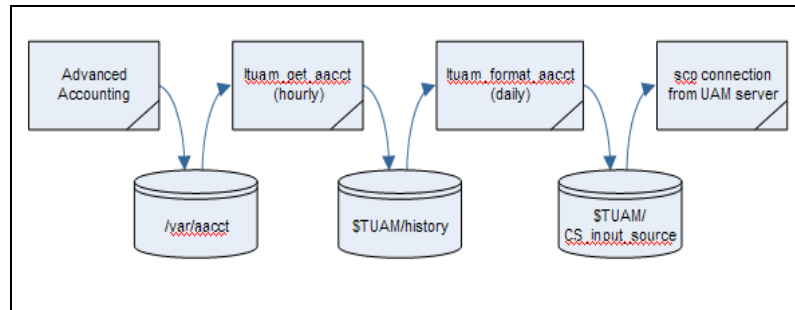 Advanced
Accounting
ituam_get_aacct
(hourly)
ituam_format_aacct
(daily)
scp connection
from UAM server
/var/aacct
$TUAM/history
$TUAM/
CS_input_source